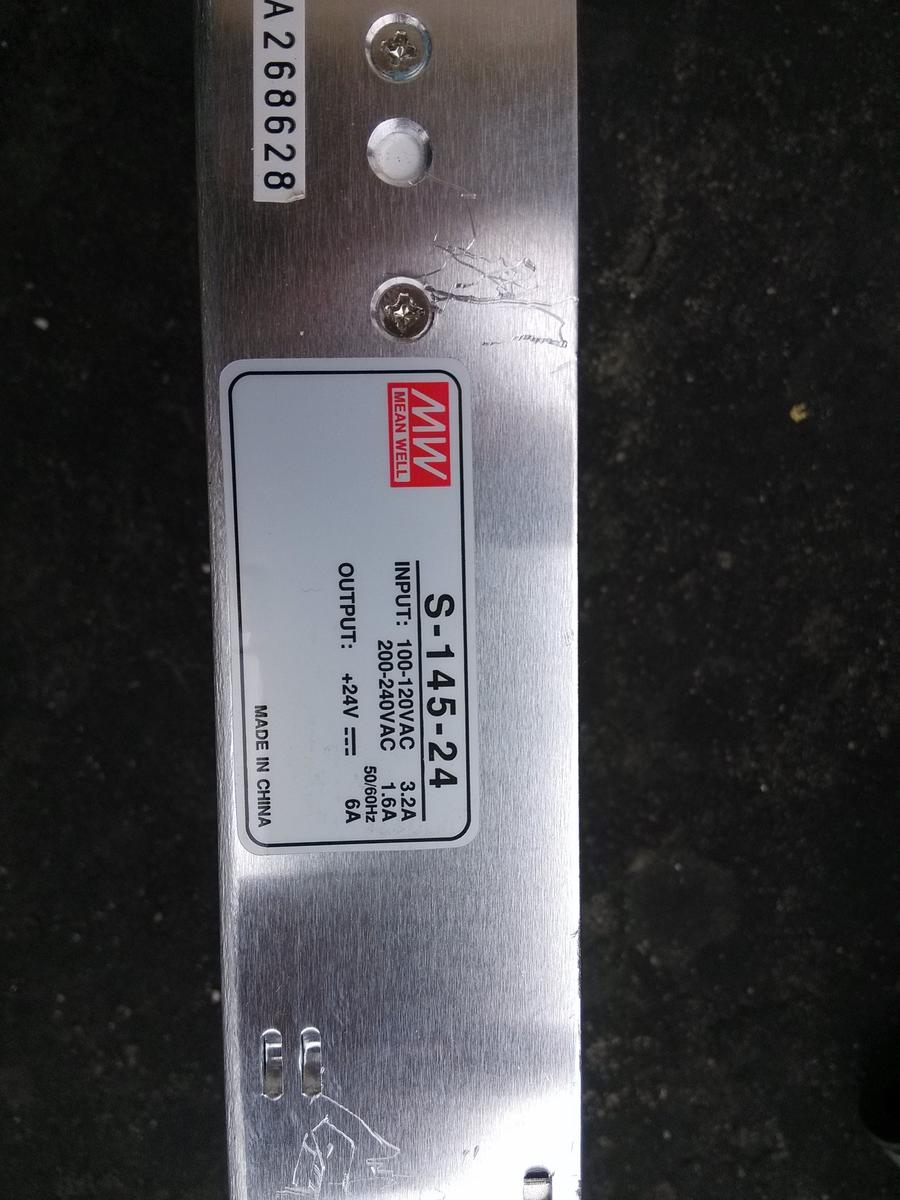 A268628
MW
MEAN WELL
S-145-24
INPUT: 100-120VAC 3.2A
200-240VAC 1.6A
50/60Hz
OUTPUT: +24V ⎓ 6A
MADE IN CHINA